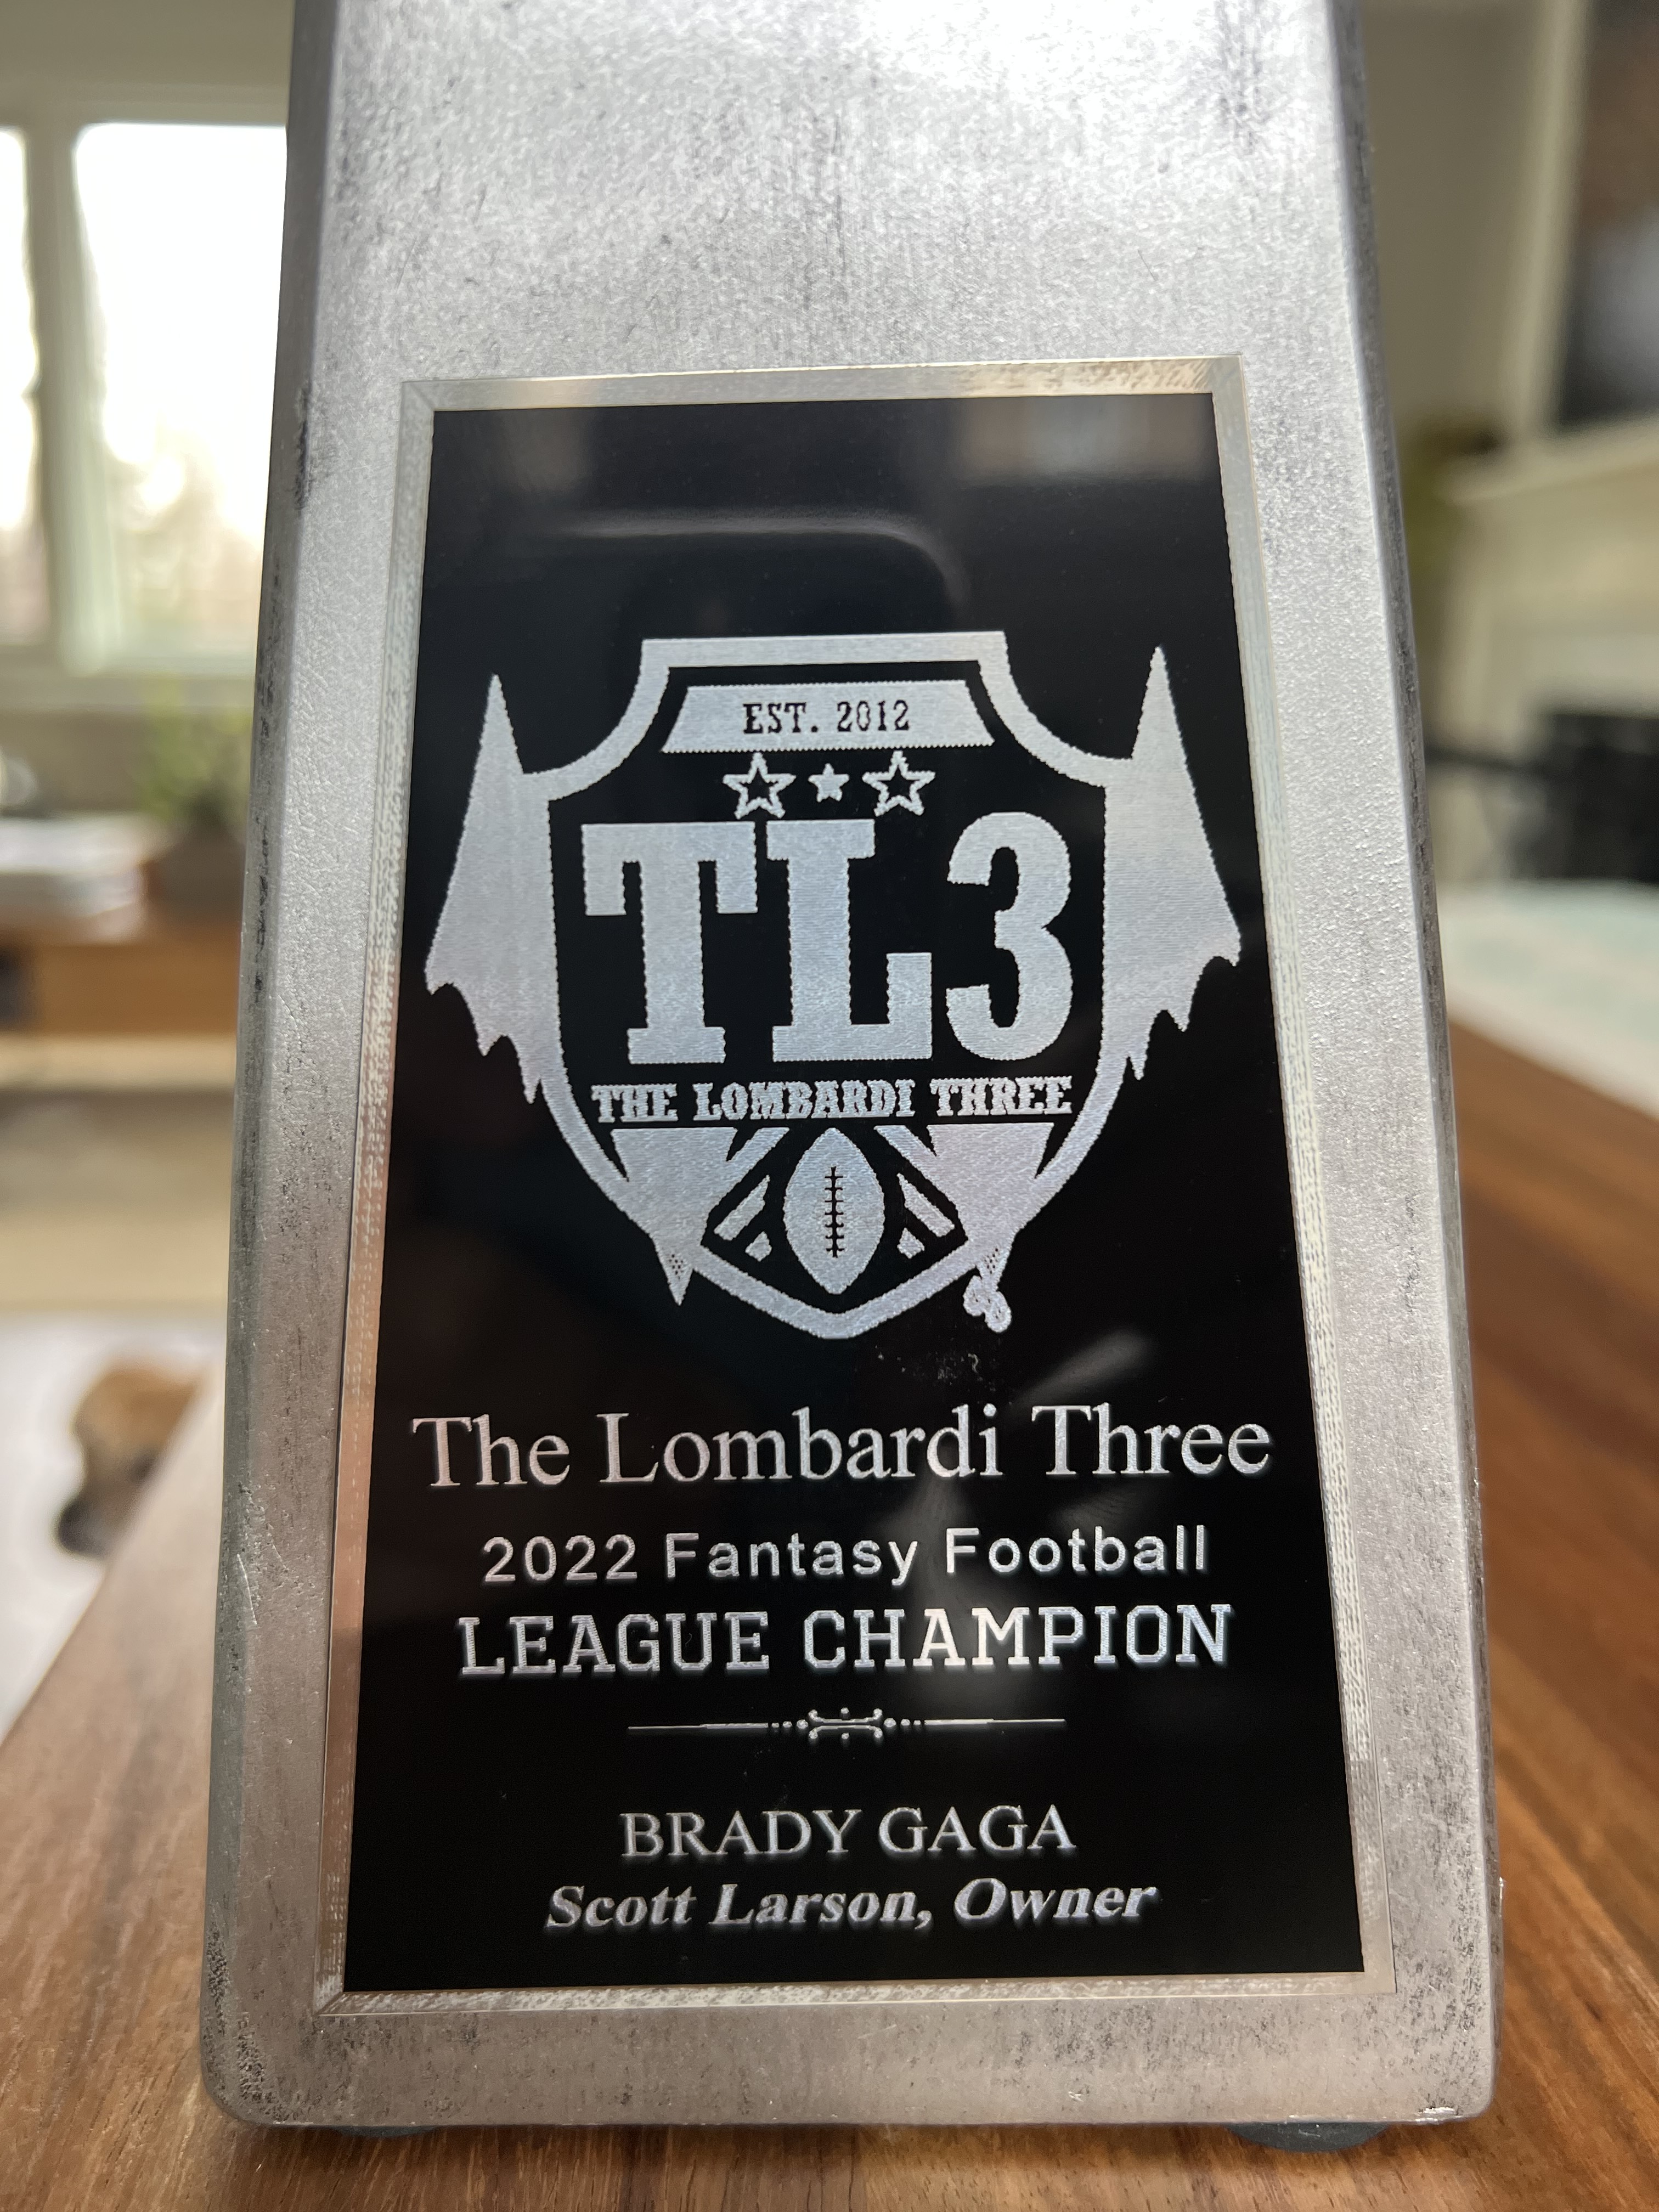 EST. 2012
TL3
THE LOMBARDI THREE
The Lombardi Three
2022 Fantasy Football
LEAGUE CHAMPION
BRADY GAGA
Scott Larson, Owner